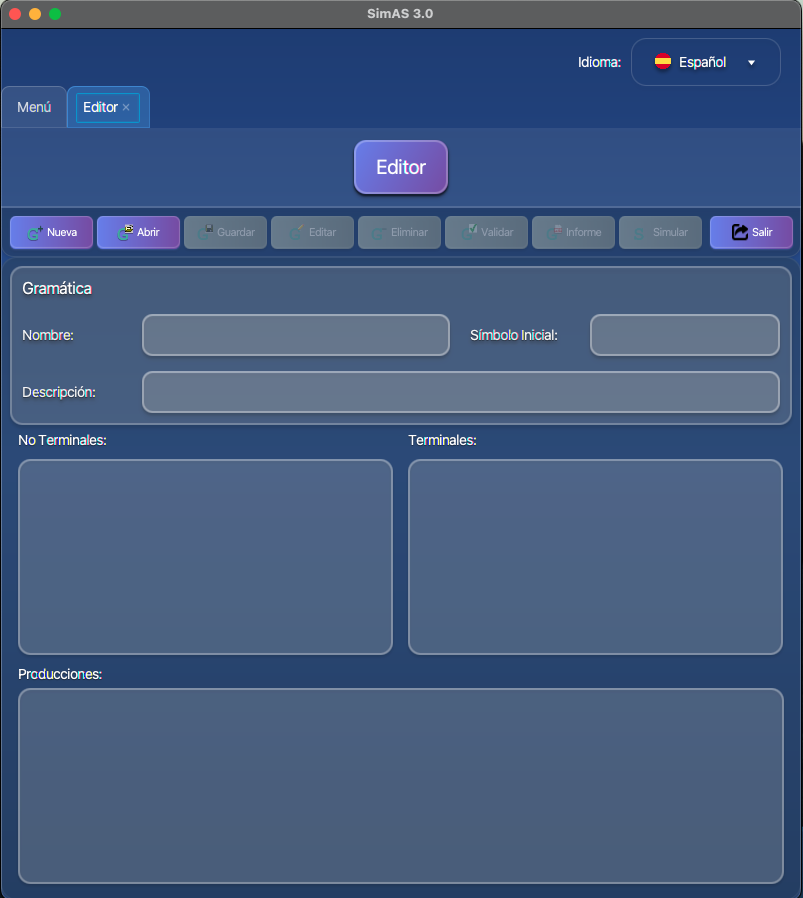 SimAS 3.0
Idioma: Español
Menú Editor ×
Editor
Nueva Abrir Guardar Editar Eliminar Validar Informe Simular Salir
Gramática
Nombre: Símbolo Inicial:
Descripción:
No Terminales: Terminales:
Producciones: